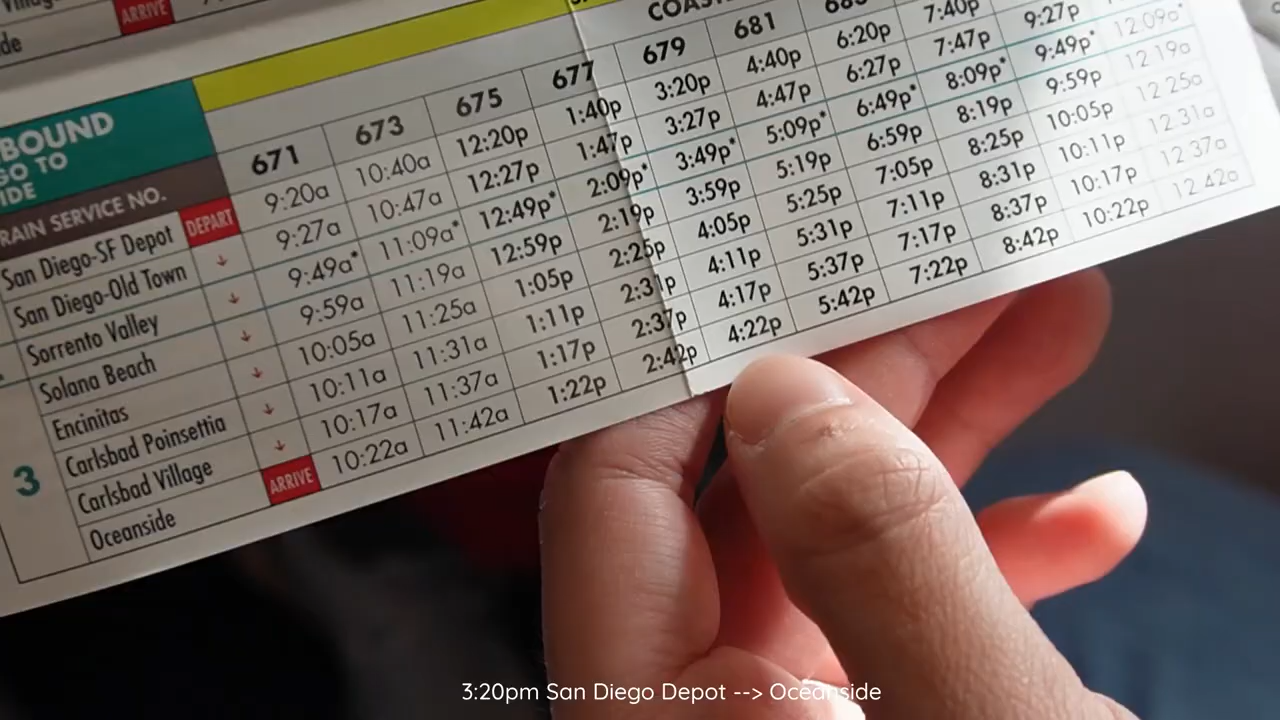 de ARRIVE
BOUND
GO TO
IDE
RAIN SERVICE NO. 671 673 675 677 679 681
San Diego-SF Depot DEPART 9:20a 10:40a 12:20p 1:40p 3:20p 4:40p 6:20p 7:40p
San Diego-Old Town ↓ 9:27a 10:47a 12:27p 1:47p 3:27p 4:47p 6:27p 7:47p 9:27p
Sorrento Valley ↓ 9:49a* 11:09a* 12:49p* 2:09p* 3:49p* 5:09p* 6:49p* 8:09p* 9:49p* 12:09a*
Solana Beach ↓ 9:59a 11:19a 12:59p 2:19p 3:59p 5:19p 6:59p 8:19p 9:59p 12 19a
Encinitas ↓ 10:05a 11:25a 1:05p 2:25p 4:05p 5:25p 7:05p 8:25p 10:05p 12 25a
Carlsbad Poinsettia ↓ 10:11a 11:31a 1:11p 2:31p 4:11p 5:31p 7:11p 8:31p 10:11p 12.31a
Carlsbad Village ↓ 10:17a 11:37a 1:17p 2:37p 4:17p 5:37p 7:17p 8:37p 10:17p 12 37a
Oceanside ARRIVE 10:22a 11:42a 1:22p 2:42p 4:22p 5:42p 7:22p 8:42p 10:22p 12 42a
3
3:20pm San Diego Depot --> Oceanside